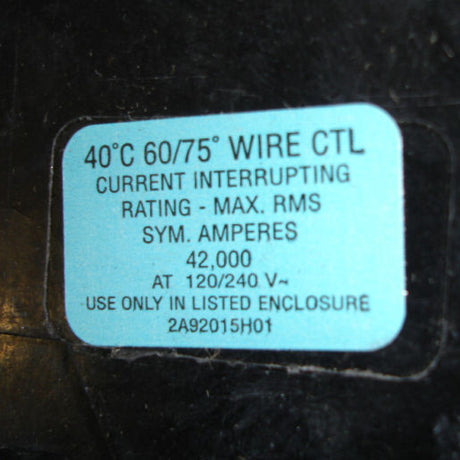 40°C 60/75° WIRE CTL
CURRENT INTERRUPTING
RATING - MAX. RMS
SYM. AMPERES
42,000
AT 120/240 V~
USE ONLY IN LISTED ENCLOSURE
2A92015H01